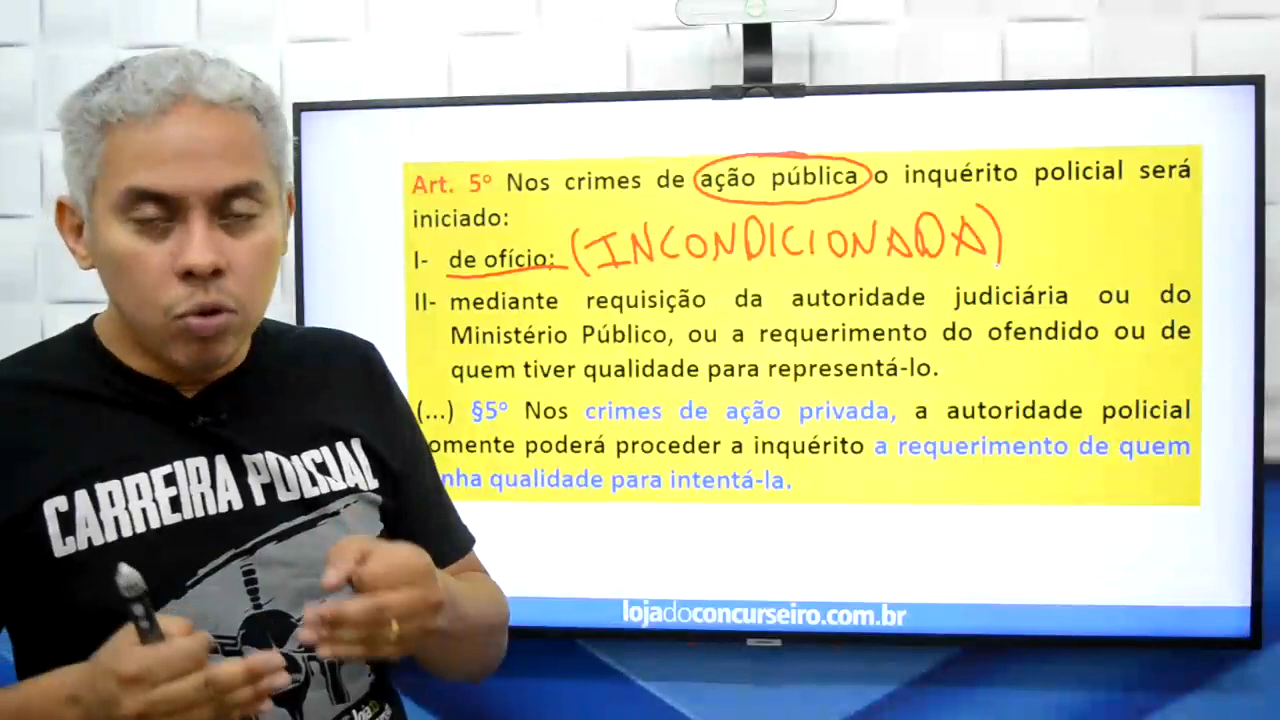 Art. 5º Nos crimes de ação pública o inquérito policial será
iniciado:
I- de ofício; (INCONDICIONADA)
II- mediante requisição da autoridade judiciária ou do
Ministério Público, ou a requerimento do ofendido ou de
quem tiver qualidade para representá-lo.
(...) §5º Nos crimes de ação privada, a autoridade policial
omente poderá proceder a inquérito a requerimento de quem
nha qualidade para intentá-la.
lojadoconcurseiro.com.br
CARREIRA POLICIAL
loja